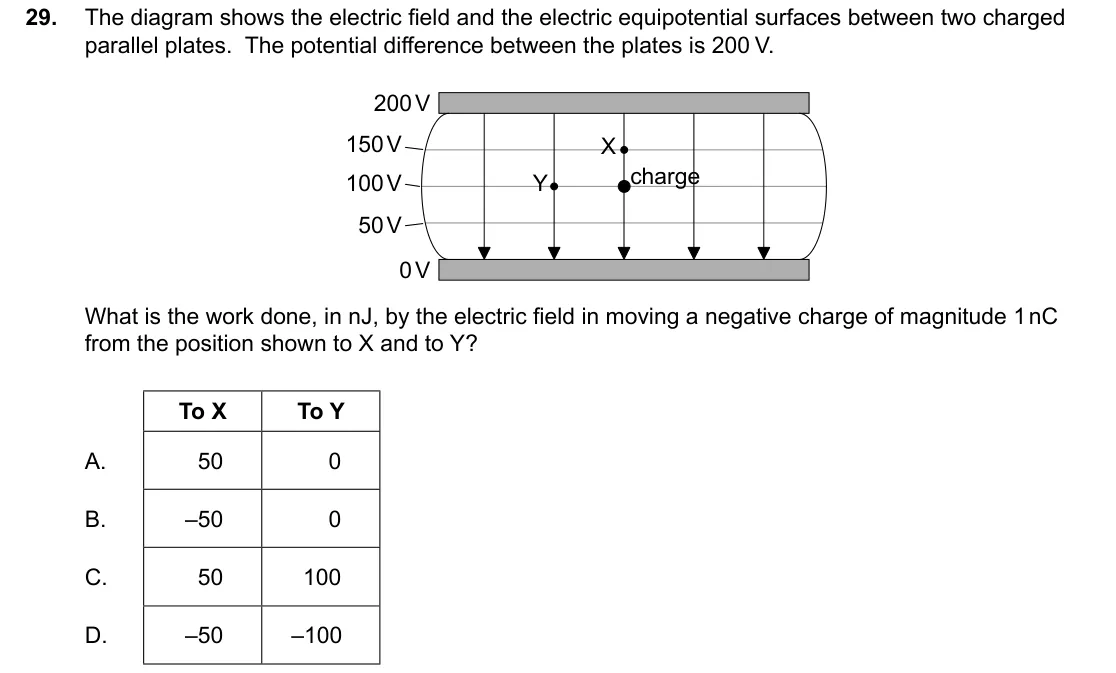 29. The diagram shows the electric field and the electric equipotential surfaces between two charged
parallel plates. The potential difference between the plates is 200 V.
200 V
150 V
X
100 V
Y
charge
50 V
0 V
What is the work done, in nJ, by the electric field in moving a negative charge of magnitude 1 nC
from the position shown to X and to Y?
To X To Y
A. 50 0
B. –50 0
C. 50 100
D. –50 –100